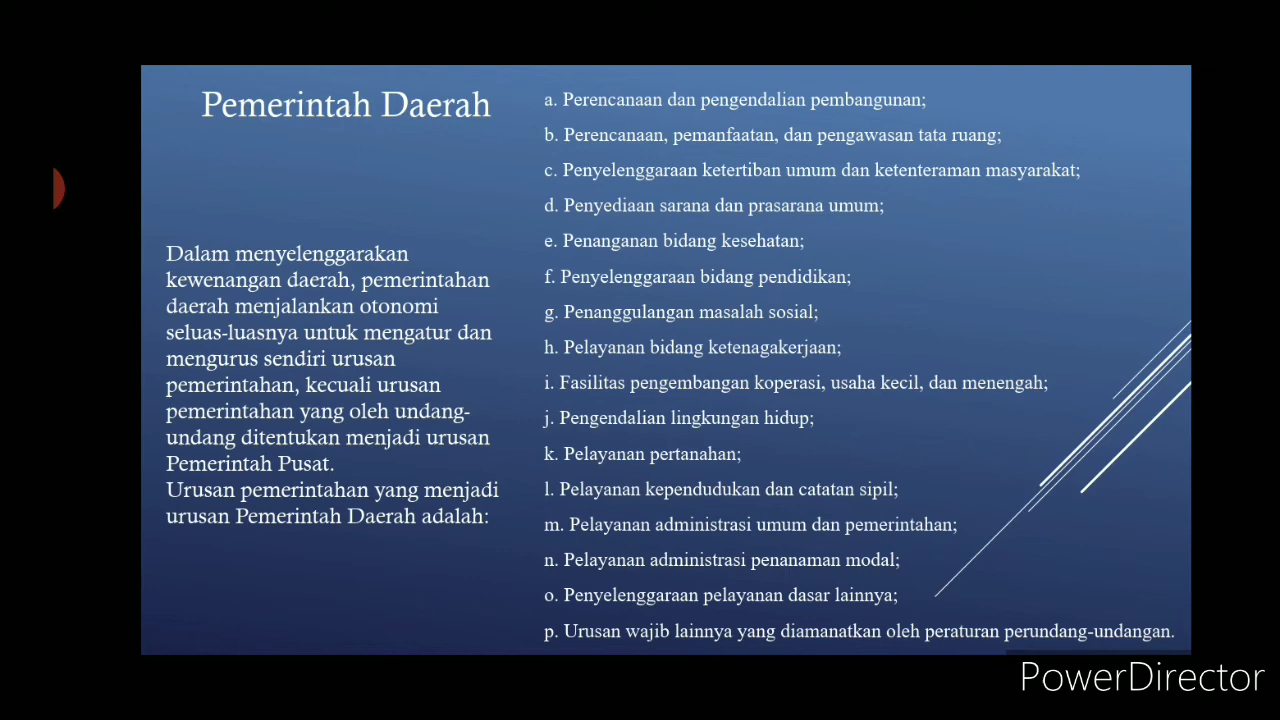 Pemerintah Daerah
Dalam menyelenggarakan
kewenangan daerah, pemerintahan
daerah menjalankan otonomi
seluas-luasnya untuk mengatur dan
mengurus sendiri urusan
pemerintahan, kecuali urusan
pemerintahan yang oleh undang-
undang ditentukan menjadi urusan
Pemerintah Pusat.
Urusan pemerintahan yang menjadi
urusan Pemerintah Daerah adalah:
a. Perencanaan dan pengendalian pembangunan;
b. Perencanaan, pemanfaatan, dan pengawasan tata ruang;
c. Penyelenggaraan ketertiban umum dan ketenteraman masyarakat;
d. Penyediaan sarana dan prasarana umum;
e. Penanganan bidang kesehatan;
f. Penyelenggaraan bidang pendidikan;
g. Penanggulangan masalah sosial;
h. Pelayanan bidang ketenagakerjaan;
i. Fasilitas pengembangan koperasi, usaha kecil, dan menengah;
j. Pengendalian lingkungan hidup;
k. Pelayanan pertanahan;
l. Pelayanan kependudukan dan catatan sipil;
m. Pelayanan administrasi umum dan pemerintahan;
n. Pelayanan administrasi penanaman modal;
o. Penyelenggaraan pelayanan dasar lainnya;
p. Urusan wajib lainnya yang diamanatkan oleh peraturan perundang-undangan.
PowerDirector